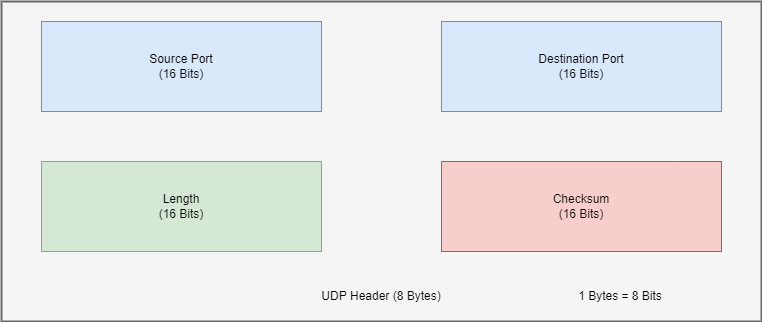 Source Port
(16 Bits)
Destination Port
(16 Bits)
Length
(16 Bits)
Checksum
(16 Bits)
UDP Header (8 Bytes)
1 Bytes = 8 Bits